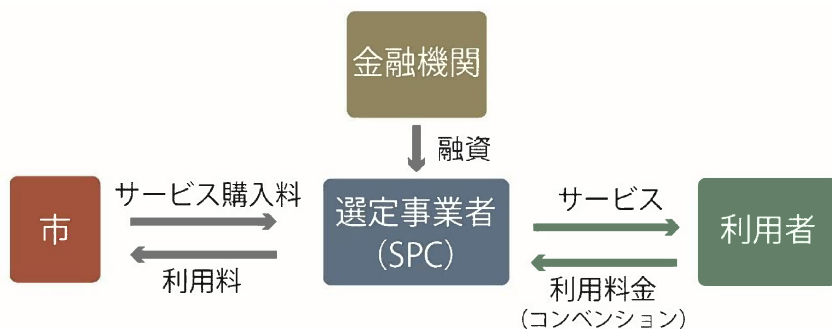 金融機関
融資
市
サービス購入料
利用料
選定事業者
(SPC)
サービス
利用料金
(コンベンション)
利用者